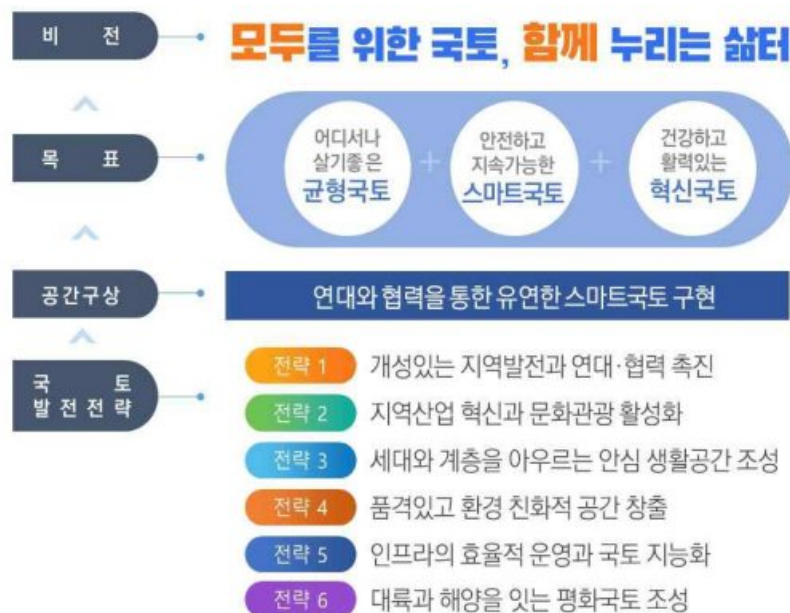 비 전
모두를 위한 국토, 함께 누리는 삶터
목 표
어디서나
살기좋은
균형국토
+
안전하고
지속가능한
스마트국토
+
건강하고
활력있는
혁신국토
공간구상
연대와 협력을 통한 유연한 스마트국토 구현
국 토
발 전 전 략
전략 1 개성있는 지역발전과 연대·협력 촉진
전략 2 지역산업 혁신과 문화관광 활성화
전략 3 세대와 계층을 아우르는 안심 생활공간 조성
전략 4 품격있고 환경 친화적 공간 창출
전략 5 인프라의 효율적 운영과 국토 지능화
전략 6 대륙과 해양을 잇는 평화국토 조성